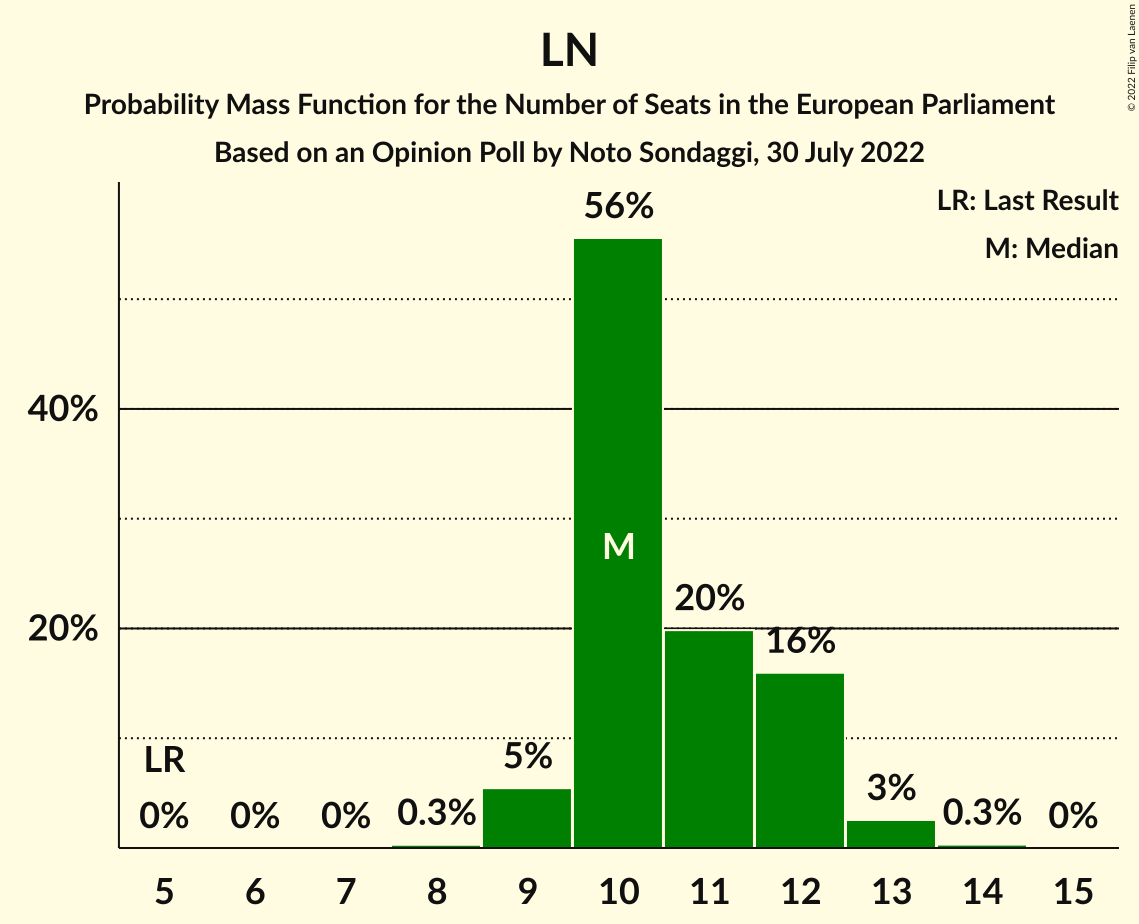 LN
Probability Mass Function for the Number of Seats in the European Parliament
Based on an Opinion Poll by Noto Sondaggi, 30 July 2022
© 2022 Filip van Laenen
LR: Last Result
M: Median
56%
40%
M
20%
20%
16%
LR
5%
3%
0% 0% 0% 0.3% 0.3% 0%
5 6 7 8 9 10 11 12 13 14 15